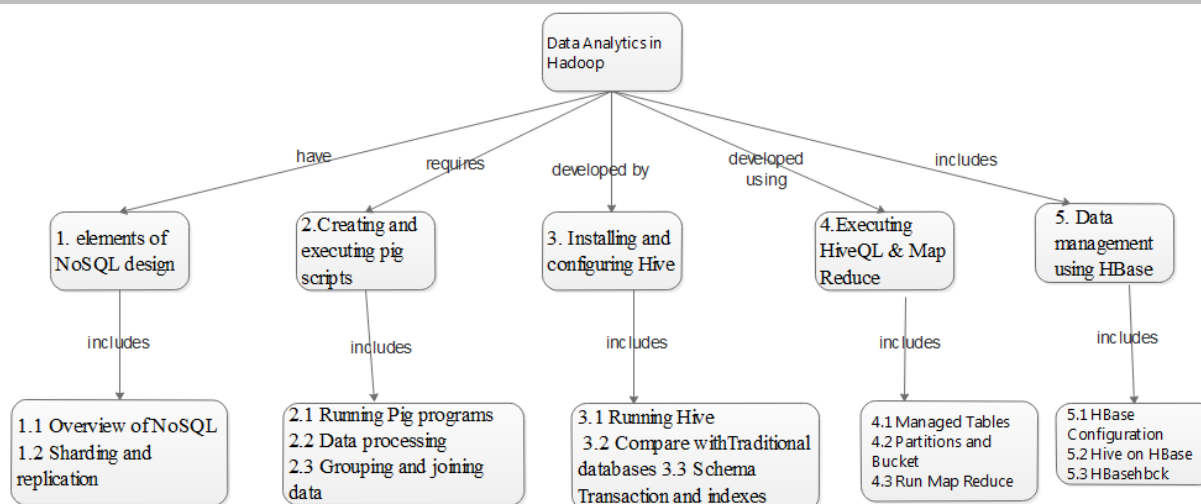 Data Analytics in
Hadoop
have
requires
developed by
developed
using
includes
1. elements of
NoSQL design
2.Creating and
executing pig
scripts
3. Installing and
configuring Hive
4.Executing
HiveQL & Map
Reduce
5. Data
management
using HBase
includes
includes
includes
includes
includes
1.1 Overview of NoSQL
1.2 Sharding and
replication
2.1 Running Pig programs
2.2 Data processing
2.3 Grouping and joining
data
3.1 Running Hive
3.2 Compare withTraditional
databases 3.3 Schema
Transaction and indexes
4.1 Managed Tables
4.2 Partitions and
Bucket
4.3 Run Map Reduce
5.1 HBase
Configuration
5.2 Hive on HBase
5.3 HBasehbck